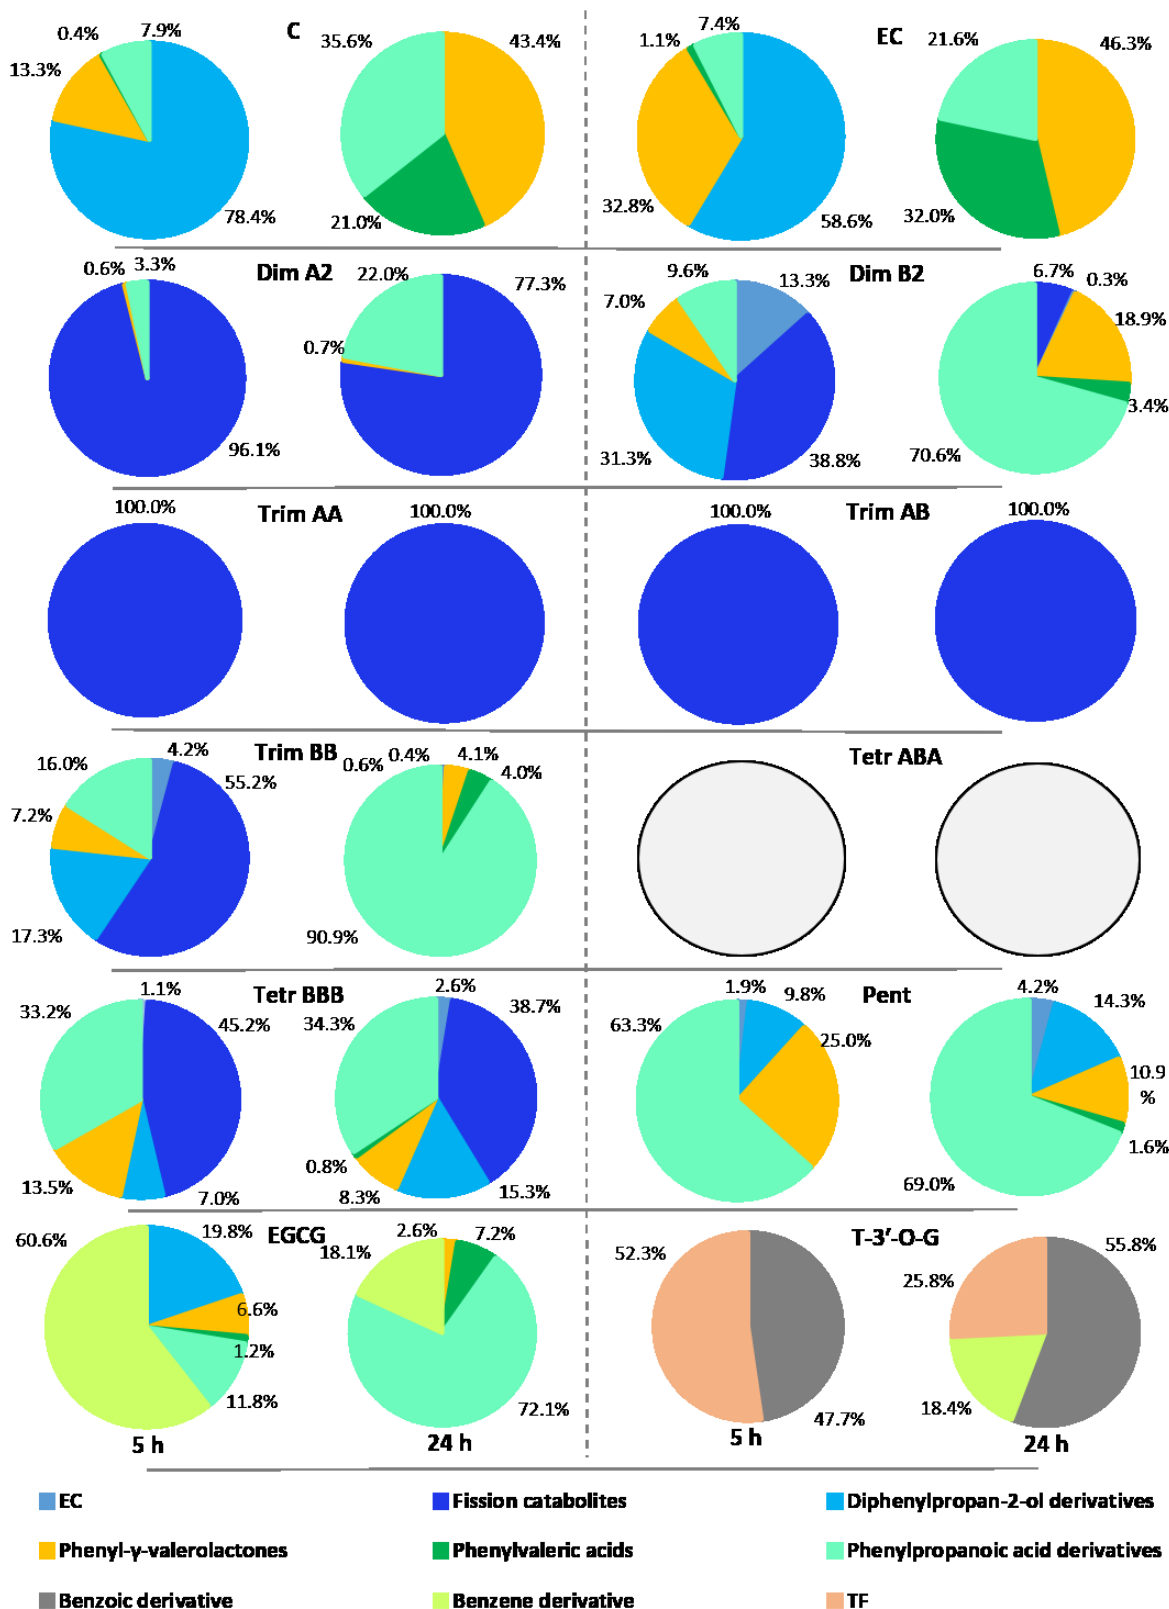 0.4% 7.9% C 35.6% 43.4% 1.1% 7.4% EC 21.6% 46.3%
13.3%
78.4% 21.0% 32.8% 58.6% 32.0%
0.6% 3.3% Dim A2 22.0% 77.3% 9.6% 13.3% Dim B2 6.7% 0.3%
7.0% 18.9%
0.7%
96.1% 31.3% 38.8% 70.6% 3.4%
100.0% Trim AA 100.0% 100.0% Trim AB 100.0%
16.0% 4.2% Trim BB 0.6% 0.4% 4.1% Tetr ABA
55.2% 4.0%
7.2%
17.3% 90.9%
33.2% 1.1% Tetr BBB 2.6% 38.7% 1.9% 9.8% Pent 4.2% 14.3%
45.2% 34.3% 63.3% 25.0%
10.9
%
13.5% 7.0% 0.8% 8.3% 15.3% 69.0% 1.6%
60.6% 19.8% EGCG 2.6% 7.2% 52.3% T-3′-O-G 55.8%
18.1% 25.8%
6.6%
1.2%
11.8% 72.1% 47.7% 18.4%
5 h 24 h 5 h 24 h
EC Fission catabolites Diphenylpropan-2-ol derivatives
Phenyl-γ-valerolactones Phenylvaleric acids Phenylpropanoic acid derivatives
Benzoic derivative Benzene derivative TF